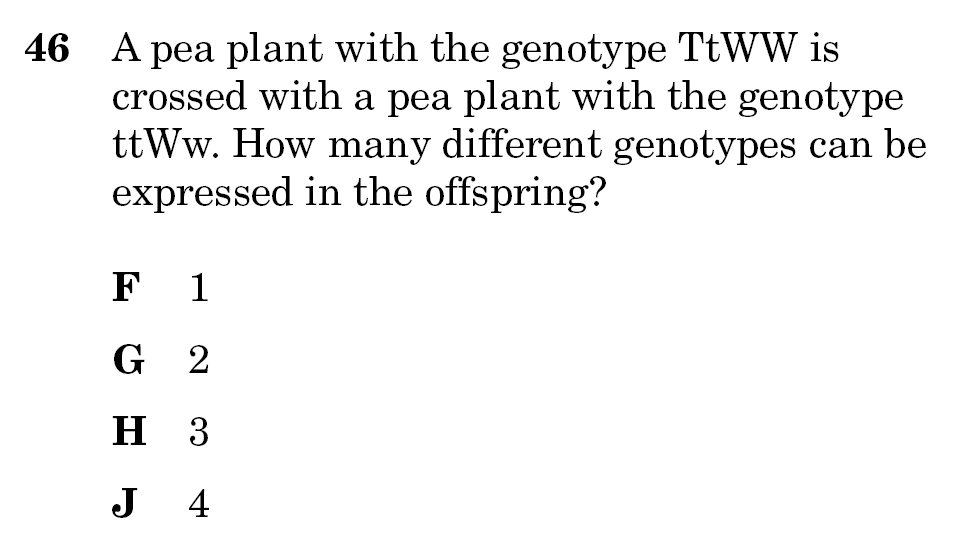 46 A pea plant with the genotype TtWW is
crossed with a pea plant with the genotype
ttWw. How many different genotypes can be
expressed in the offspring?
F 1
G 2
H 3
J 4